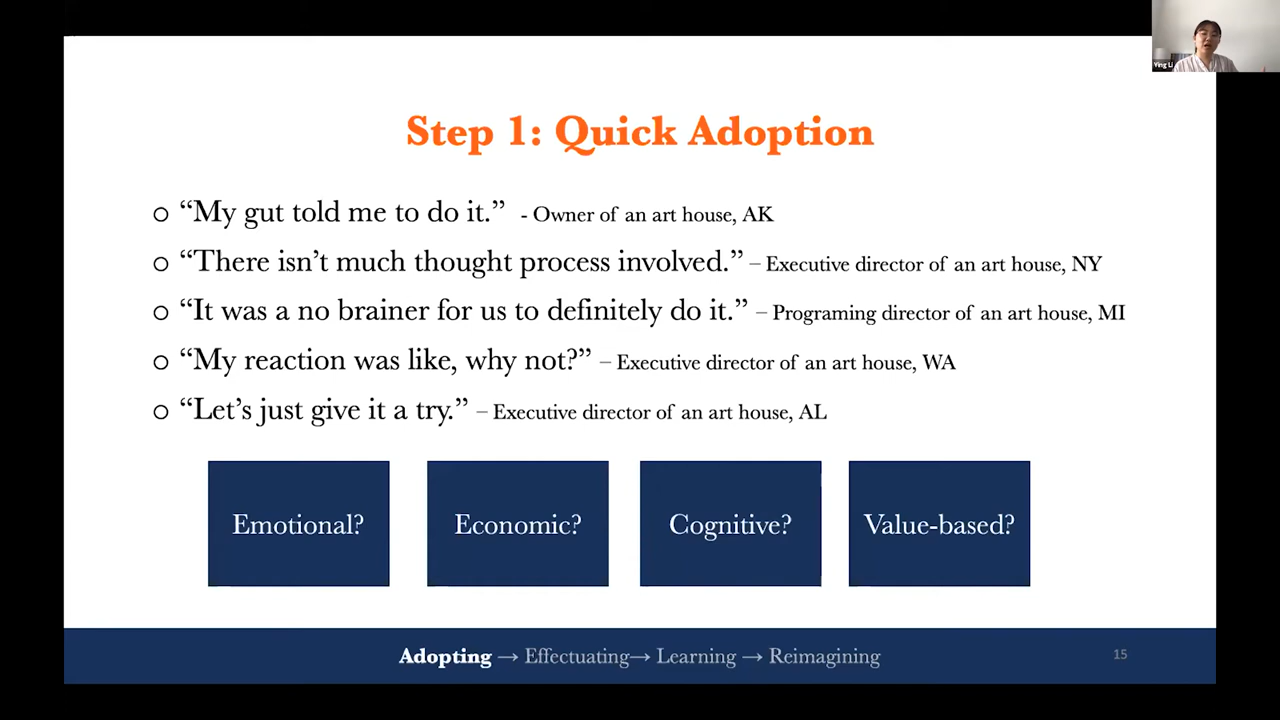 Ying Li
Step 1: Quick Adoption
“My gut told me to do it.” - Owner of an art house, AK
“There isn’t much thought process involved.” – Executive director of an art house, NY
“It was a no brainer for us to definitely do it.” – Programing director of an art house, MI
“My reaction was like, why not?” – Executive director of an art house, WA
“Let’s just give it a try.” – Executive director of an art house, AL
Emotional? Economic? Cognitive? Value-based?
Adopting → Effectuating→ Learning → Reimagining 15